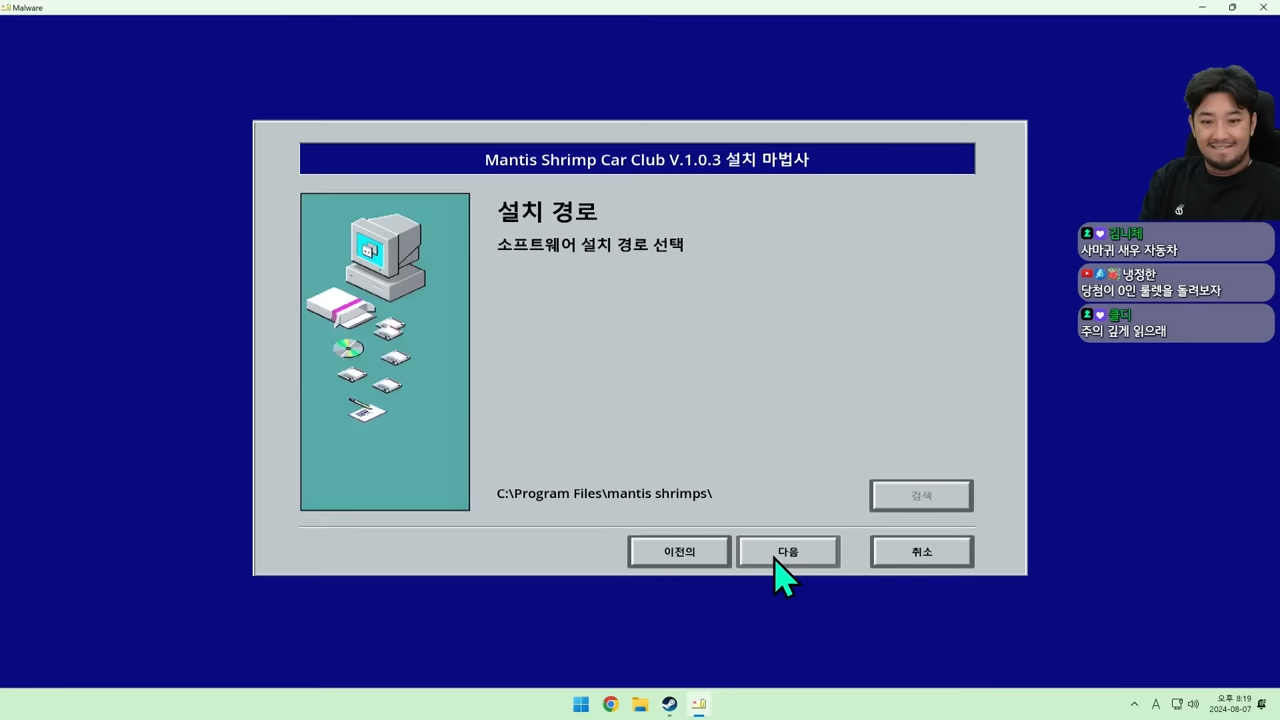 Malware
Mantis Shrimp Car Club V.1.0.3 설치 마법사
설치 경로
소프트웨어 설치 경로 선택
C:\Program Files\mantis shrimps\
검색
이전의
다음
취소
김니제
사마귀 새우 자동차
냉정한
당첨이 0인 룰렛을 돌려보자
클디
주의 깊게 읽으래
A
오후 8:19
2024-08-07